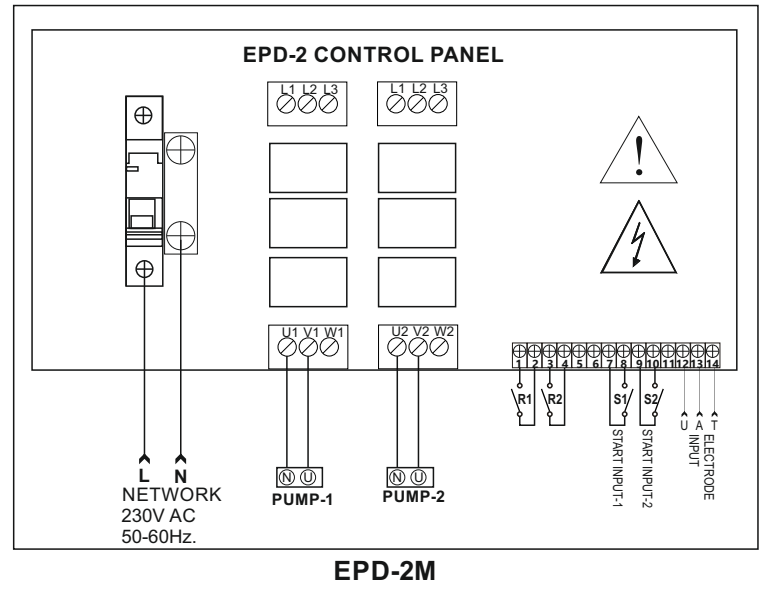 EPD-2 CONTROL PANEL
L1 L2 L3
L1 L2 L3
!
U1 V1 W1
U2 V2 W2
1 2 3 4 5 6 7 8 9 10 11 12 13 14
R1 R2 S1 S2
U A T
START INPUT-1
START INPUT-2
INPUT
ELECTRODE
L N
NETWORK
230V AC
50-60Hz.
N U
PUMP-1
N U
PUMP-2
EPD-2M